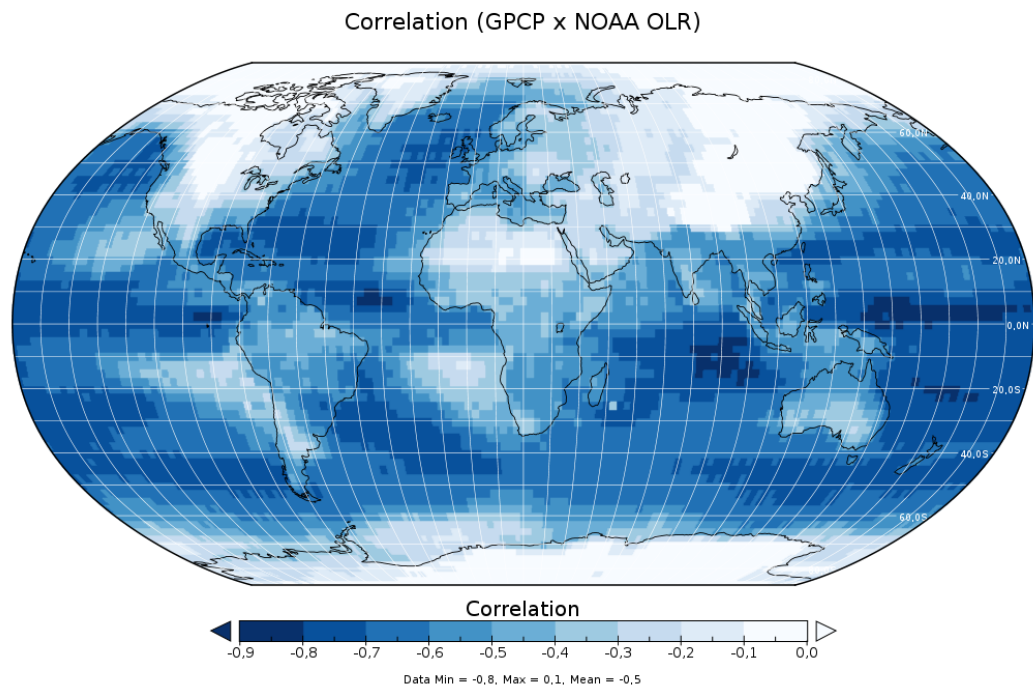 Correlation (GPCP x NOAA OLR)
60,0N
40,0N
20,0N
0,0N
20,0S
40,0S
60,0S
Correlation
-0,9 -0,8 -0,7 -0,6 -0,5 -0,4 -0,3 -0,2 -0,1 0,0
Data Min = -0,8, Max = 0,1, Mean = -0,5